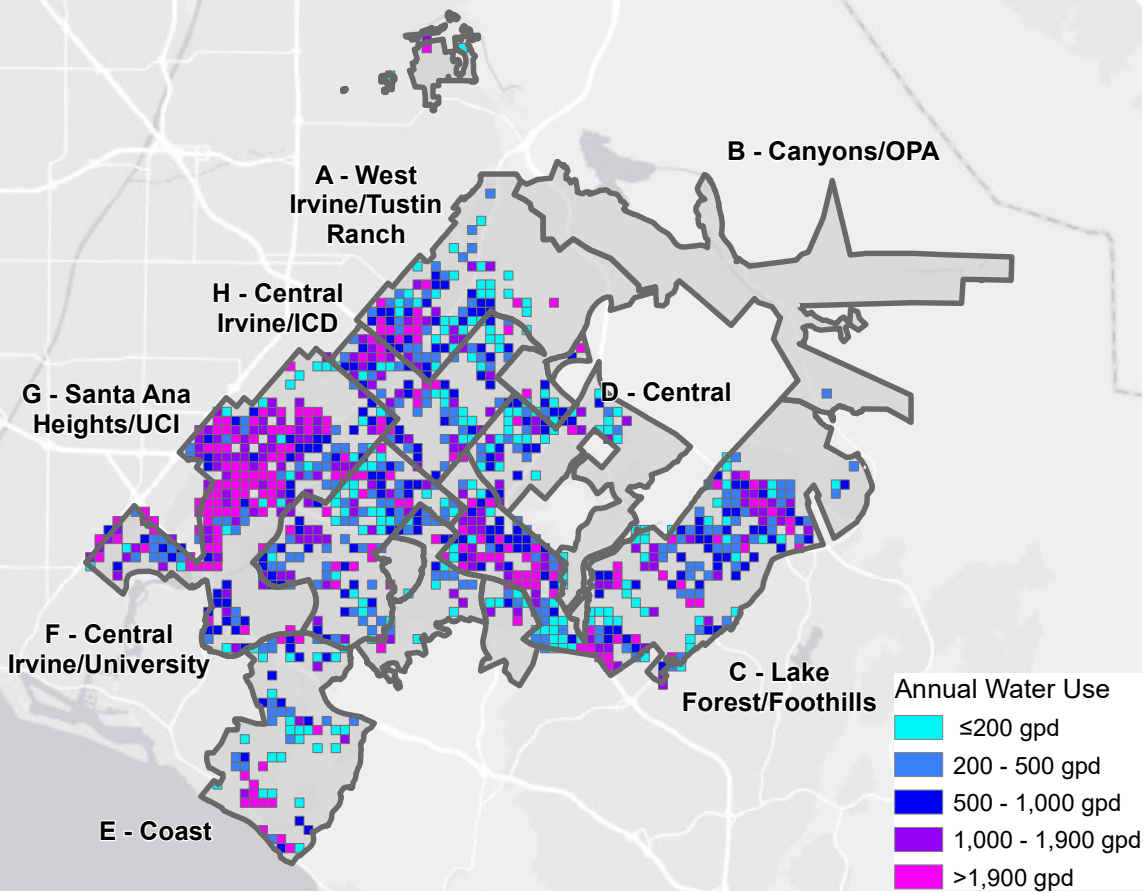 B - Canyons/OPA
A - West
Irvine/Tustin
Ranch
H - Central
Irvine/ICD
G - Santa Ana
Heights/UCI
D - Central
F - Central
Irvine/University
C - Lake
Forest/Foothills
E - Coast
Annual Water Use
≤200 gpd
200 - 500 gpd
500 - 1,000 gpd
1,000 - 1,900 gpd
>1,900 gpd